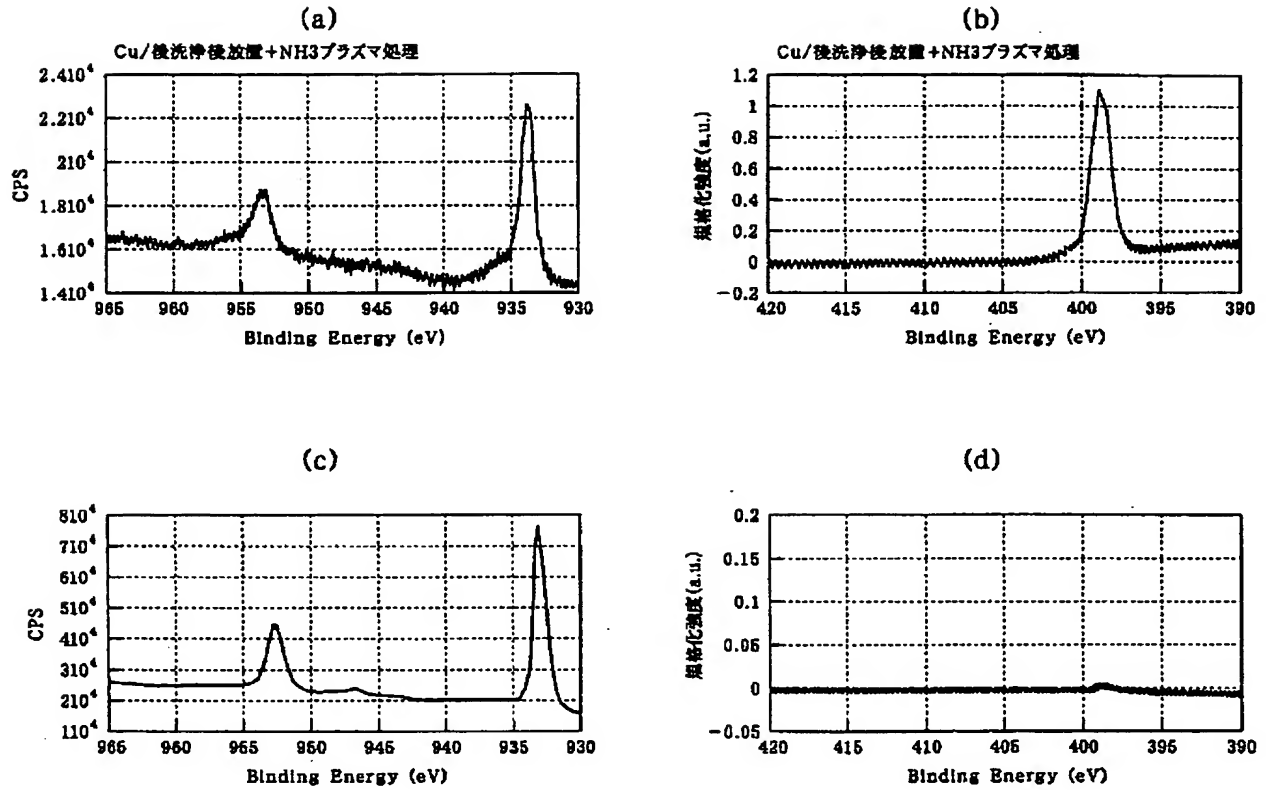 (a)
Cu/後洗浄後放置+NH3プラズマ処理
2.410⁴
2.210⁴
210⁴
1.810⁴
1.610⁴
1.410⁴
CPS
965 960 955 950 945 940 935 930
Binding Energy (eV)
(b)
Cu/後洗浄後放置+NH3プラズマ処理
1.2
1
0.8
0.6
0.4
0.2
0
-0.2
規格化強度(a.u.)
420 415 410 405 400 395 390
Binding Energy (eV)
(c)
810⁴
710⁴
610⁴
510⁴
410⁴
310⁴
210⁴
110⁴
CPS
965 960 965 950 945 940 935 930
Binding Energy (eV)
(d)
0.2
0.15
0.1
0.05
0
-0.05
規格化強度(a.u.)
420 415 410 405 400 395 390
Binding Energy (eV)